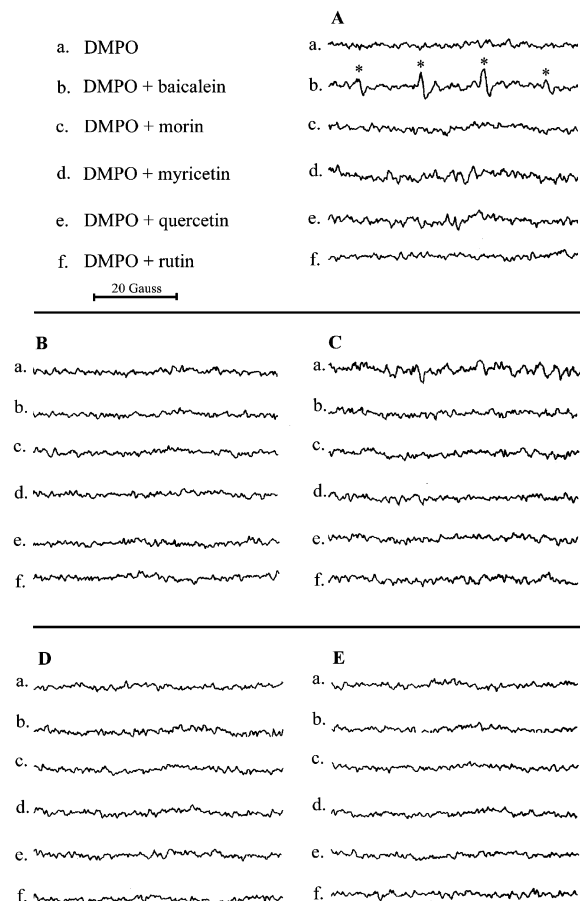 A
a. DMPO
b. DMPO + baicalein
c. DMPO + morin
d. DMPO + myricetin
e. DMPO + quercetin
f. DMPO + rutin
20 Gauss
a.
b. * * * *
c.
d.
e.
f.
B
a.
b.
c.
d.
e.
f.
C
a.
b.
c.
d.
e.
f.
D
a.
b.
c.
d.
e.
f.
E
a.
b.
c.
d.
e.
f.